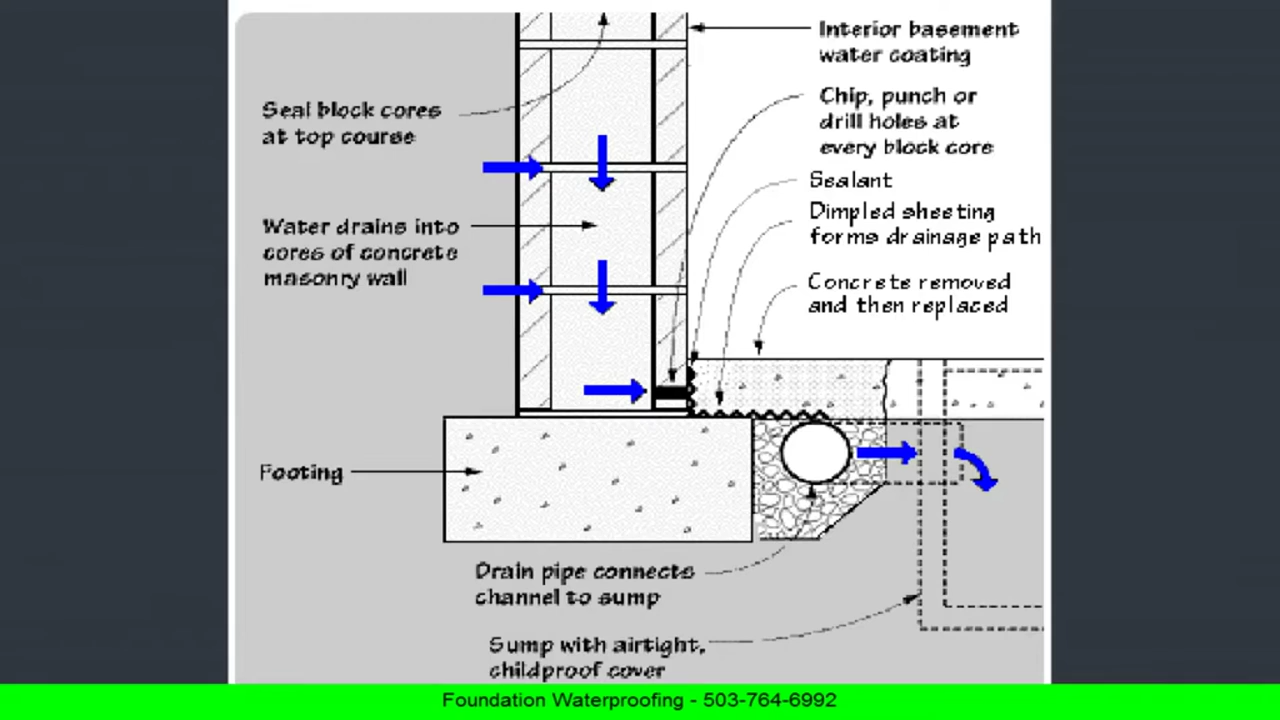 Interior basement
water coating
Seal block cores
at top course
Chip, punch or
drill holes at
every block core
Sealant
Dimpled sheeting
forms drainage path
Water drains into
cores of concrete
masonry wall
Concrete removed
and then replaced
Footing
Drain pipe connects
channel to sump
Sump with airtight,
childproof cover
Foundation Waterproofing - 503-764-6992